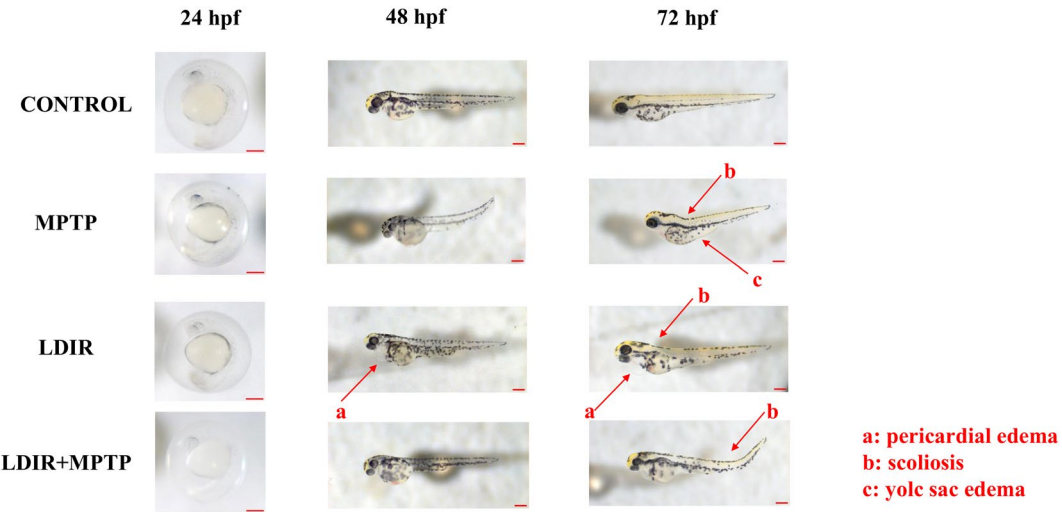 24 hpf 48 hpf 72 hpf
CONTROL
b
MPTP
c
b
LDIR
a a
b
LDIR+MPTP
a: pericardial edema
b: scoliosis
c: yolc sac edema